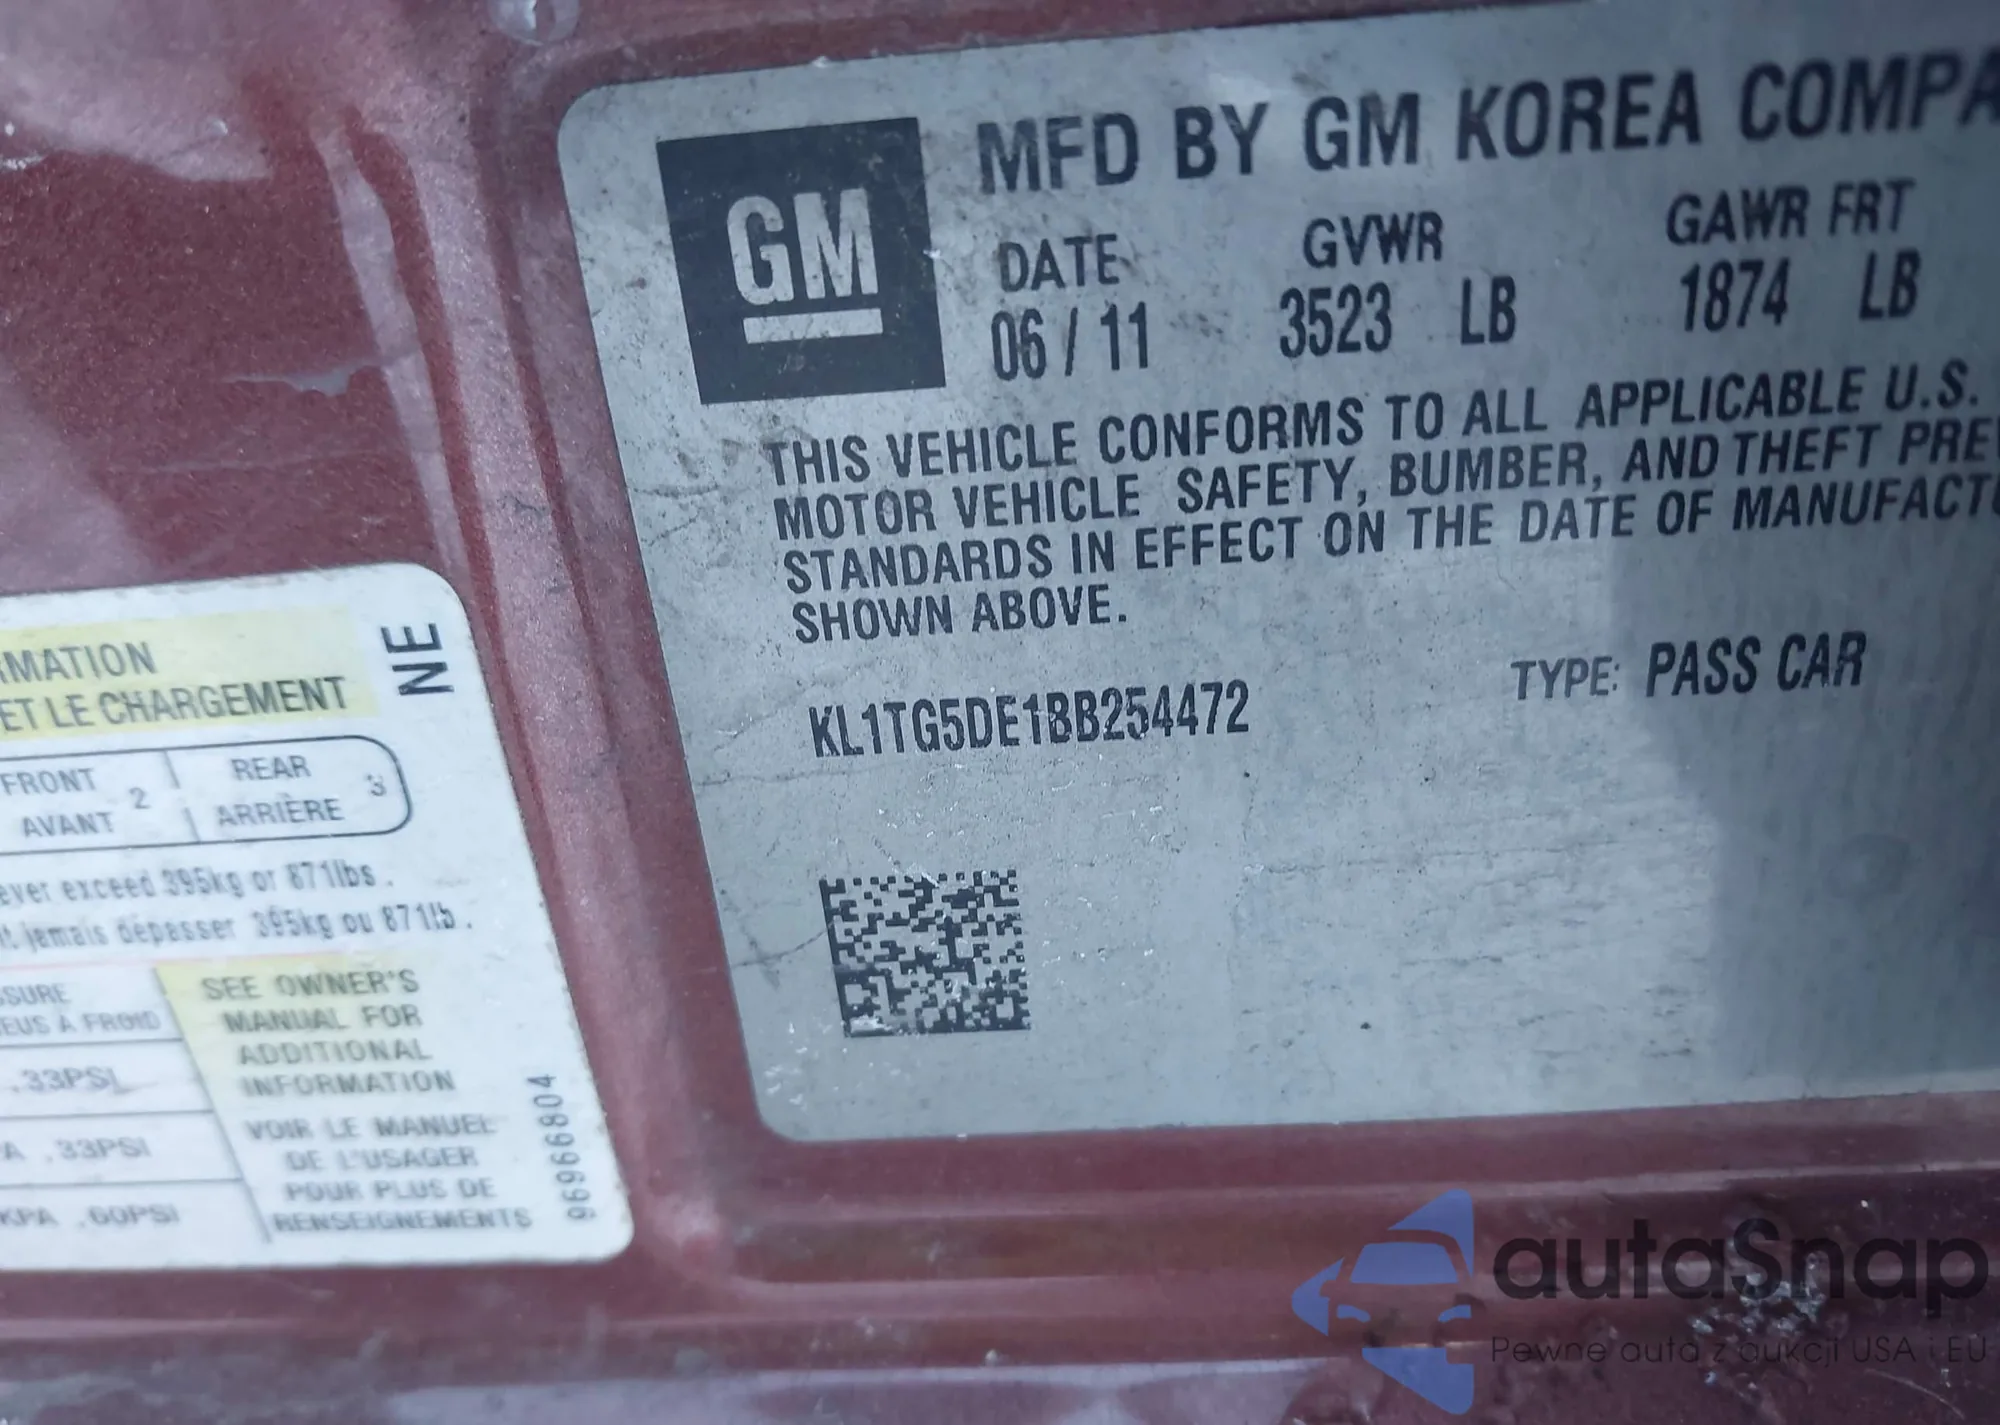 GM
MFD BY GM KOREA COMPA
DATE GVWR GAWR FRT
06 / 11 3523 LB 1874 LB
THIS VEHICLE CONFORMS TO ALL APPLICABLE U.S.
MOTOR VEHICLE SAFETY, BUMBER, AND THEFT PRE
STANDARDS IN EFFECT ON THE DATE OF MANUFACT
SHOWN ABOVE.
KL1TG5DE1BB254472 TYPE: PASS CAR
NE
RMATION
ET LE CHARGEMENT
FRONT 2 REAR 3
AVANT ARRIÈRE
ever exceed 395kg or 871lbs .
t jamais dépasser 395kg ou 871lb .
SSURE
EUS A FROID
.33PSI
A .33PSI
KPA .60PSI
SEE OWNER'S
MANUAL FOR
ADDITIONAL
INFORMATION
VOIR LE MANUEL
DE L'USAGER
POUR PLUS DE
RENSEIGNEMENTS
96966804
autaSnap
Pewne auta z aukcji USA i EU